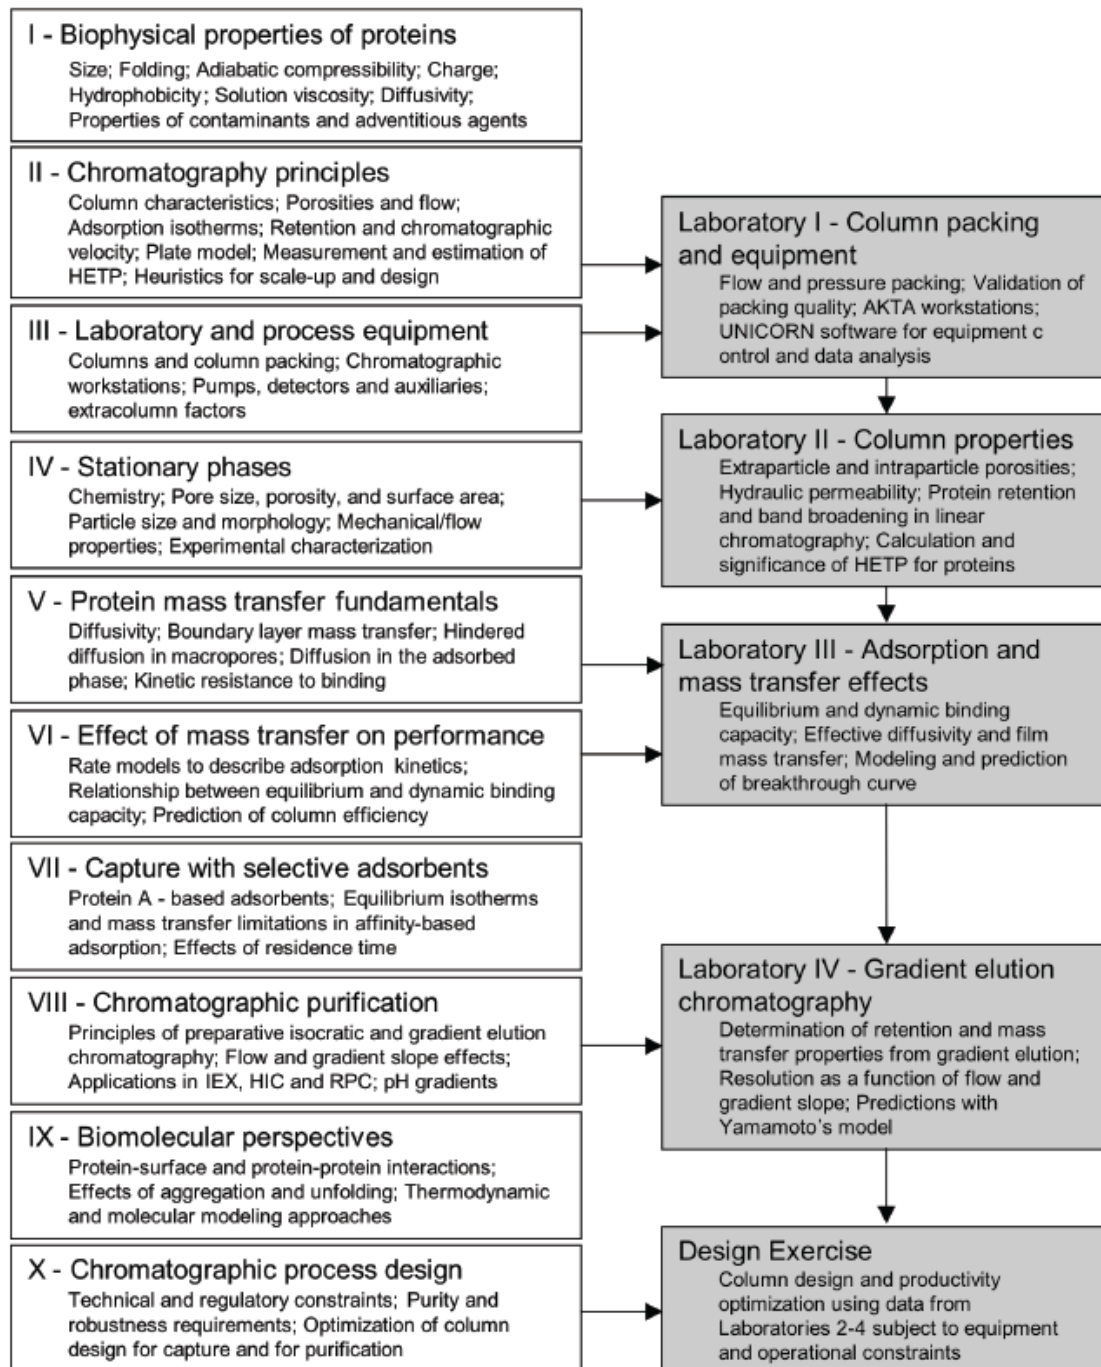 I - Biophysical properties of proteins
Size; Folding; Adiabatic compressibility; Charge;
Hydrophobicity; Solution viscosity; Diffusivity;
Properties of contaminants and adventitious agents
II - Chromatography principles
Column characteristics; Porosities and flow;
Adsorption isotherms; Retention and chromatographic
velocity; Plate model; Measurement and estimation of
HETP; Heuristics for scale-up and design
III - Laboratory and process equipment
Columns and column packing; Chromatographic
workstations; Pumps, detectors and auxiliaries;
extracolumn factors
IV - Stationary phases
Chemistry; Pore size, porosity, and surface area;
Particle size and morphology; Mechanical/flow
properties; Experimental characterization
V - Protein mass transfer fundamentals
Diffusivity; Boundary layer mass transfer; Hindered
diffusion in macropores; Diffusion in the adsorbed
phase; Kinetic resistance to binding
VI - Effect of mass transfer on performance
Rate models to describe adsorption kinetics;
Relationship between equilibrium and dynamic binding
capacity; Prediction of column efficiency
VII - Capture with selective adsorbents
Protein A - based adsorbents; Equilibrium isotherms
and mass transfer limitations in affinity-based
adsorption; Effects of residence time
VIII - Chromatographic purification
Principles of preparative isocratic and gradient elution
chromatography; Flow and gradient slope effects;
Applications in IEX, HIC and RPC; pH gradients
IX - Biomolecular perspectives
Protein-surface and protein-protein interactions;
Effects of aggregation and unfolding; Thermodynamic
and molecular modeling approaches
X - Chromatographic process design
Technical and regulatory constraints; Purity and
robustness requirements; Optimization of column
design for capture and for purification
Laboratory I - Column packing
and equipment
Flow and pressure packing; Validation of
packing quality; AKTA workstations;
UNICORN software for equipment c
ontrol and data analysis
Laboratory II - Column properties
Extraparticle and intraparticle porosities;
Hydraulic permeability; Protein retention
and band broadening in linear
chromatography; Calculation and
significance of HETP for proteins
Laboratory III - Adsorption and
mass transfer effects
Equilibrium and dynamic binding
capacity; Effective diffusivity and film
mass transfer; Modeling and prediction
of breakthrough curve
Laboratory IV - Gradient elution
chromatography
Determination of retention and mass
transfer properties from gradient elution;
Resolution as a function of flow and
gradient slope; Predictions with
Yamamoto's model
Design Exercise
Column design and productivity
optimization using data from
Laboratories 2-4 subject to equipment
and operational constraints